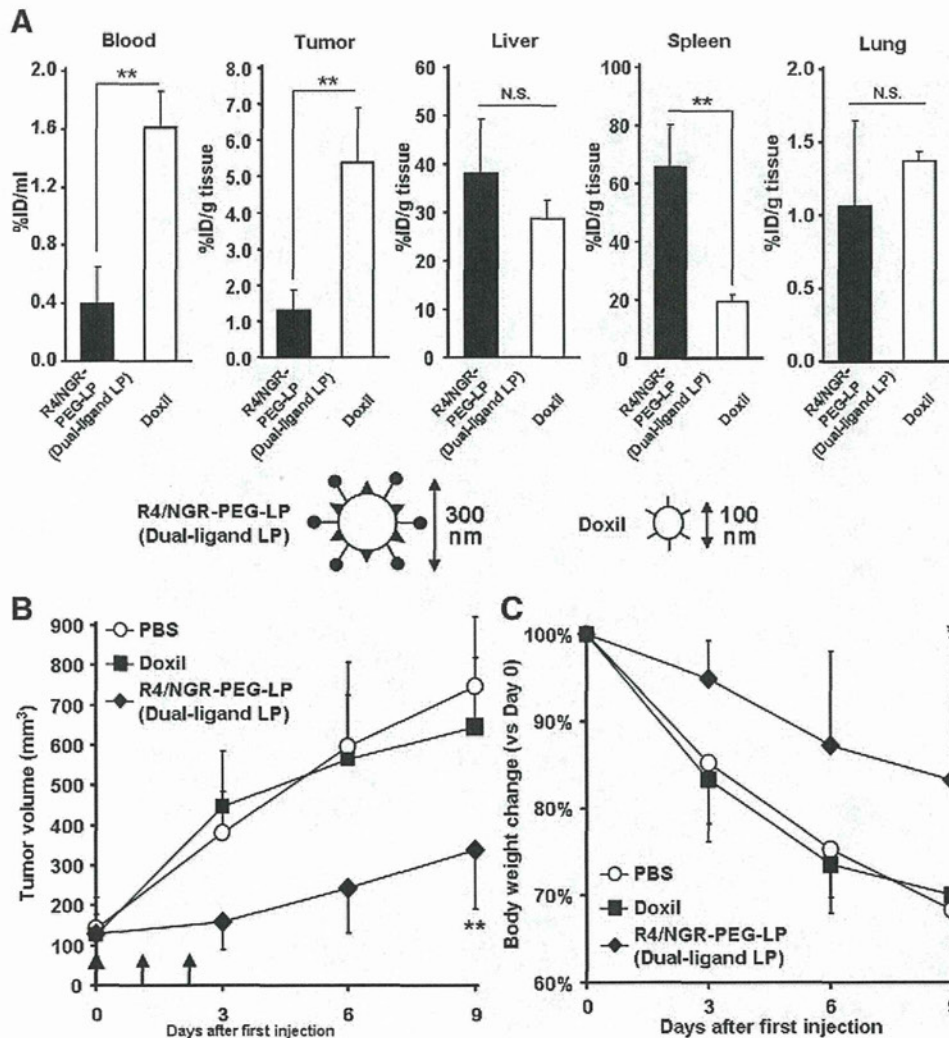 A
Blood
Tumor
Liver
Spleen
Lung
%ID/ml
2.0
1.6
1.2
0.8
0.4
0.0
**
R4/NGR-
PEG-LP
(Dual-ligand LP)
Doxil
%ID/g tissue
8.0
7.0
6.0
5.0
4.0
3.0
2.0
1.0
0.0
**
R4/NGR-
PEG-LP
(Dual-ligand LP)
Doxil
%ID/g tissue
60
50
40
30
20
10
0
N.S.
R4/NGR-
PEG-LP
(Dual-ligand LP)
Doxil
%ID/g tissue
100
80
60
40
20
0
**
R4/NGR-
PEG-LP
(Dual-ligand LP)
Doxil
%ID/g tissue
2.0
1.5
1.0
0.5
0.0
N.S.
R4/NGR-
PEG-LP
(Dual-ligand LP)
Doxil
R4/NGR-PEG-LP
(Dual-ligand LP)
300
nm
Doxil
100
nm
B
Tumor volume (mm³)
900
800
700
600
500
400
300
200
100
0
PBS
Doxil
R4/NGR-PEG-LP
(Dual-ligand LP)
**
0 3 6 9
Days after first injection
C
Body weight change (vs Day 0)
100%
90%
80%
70%
60%
PBS
Doxil
R4/NGR-PEG-LP
(Dual-ligand LP)
0 3 6
Days after first injection